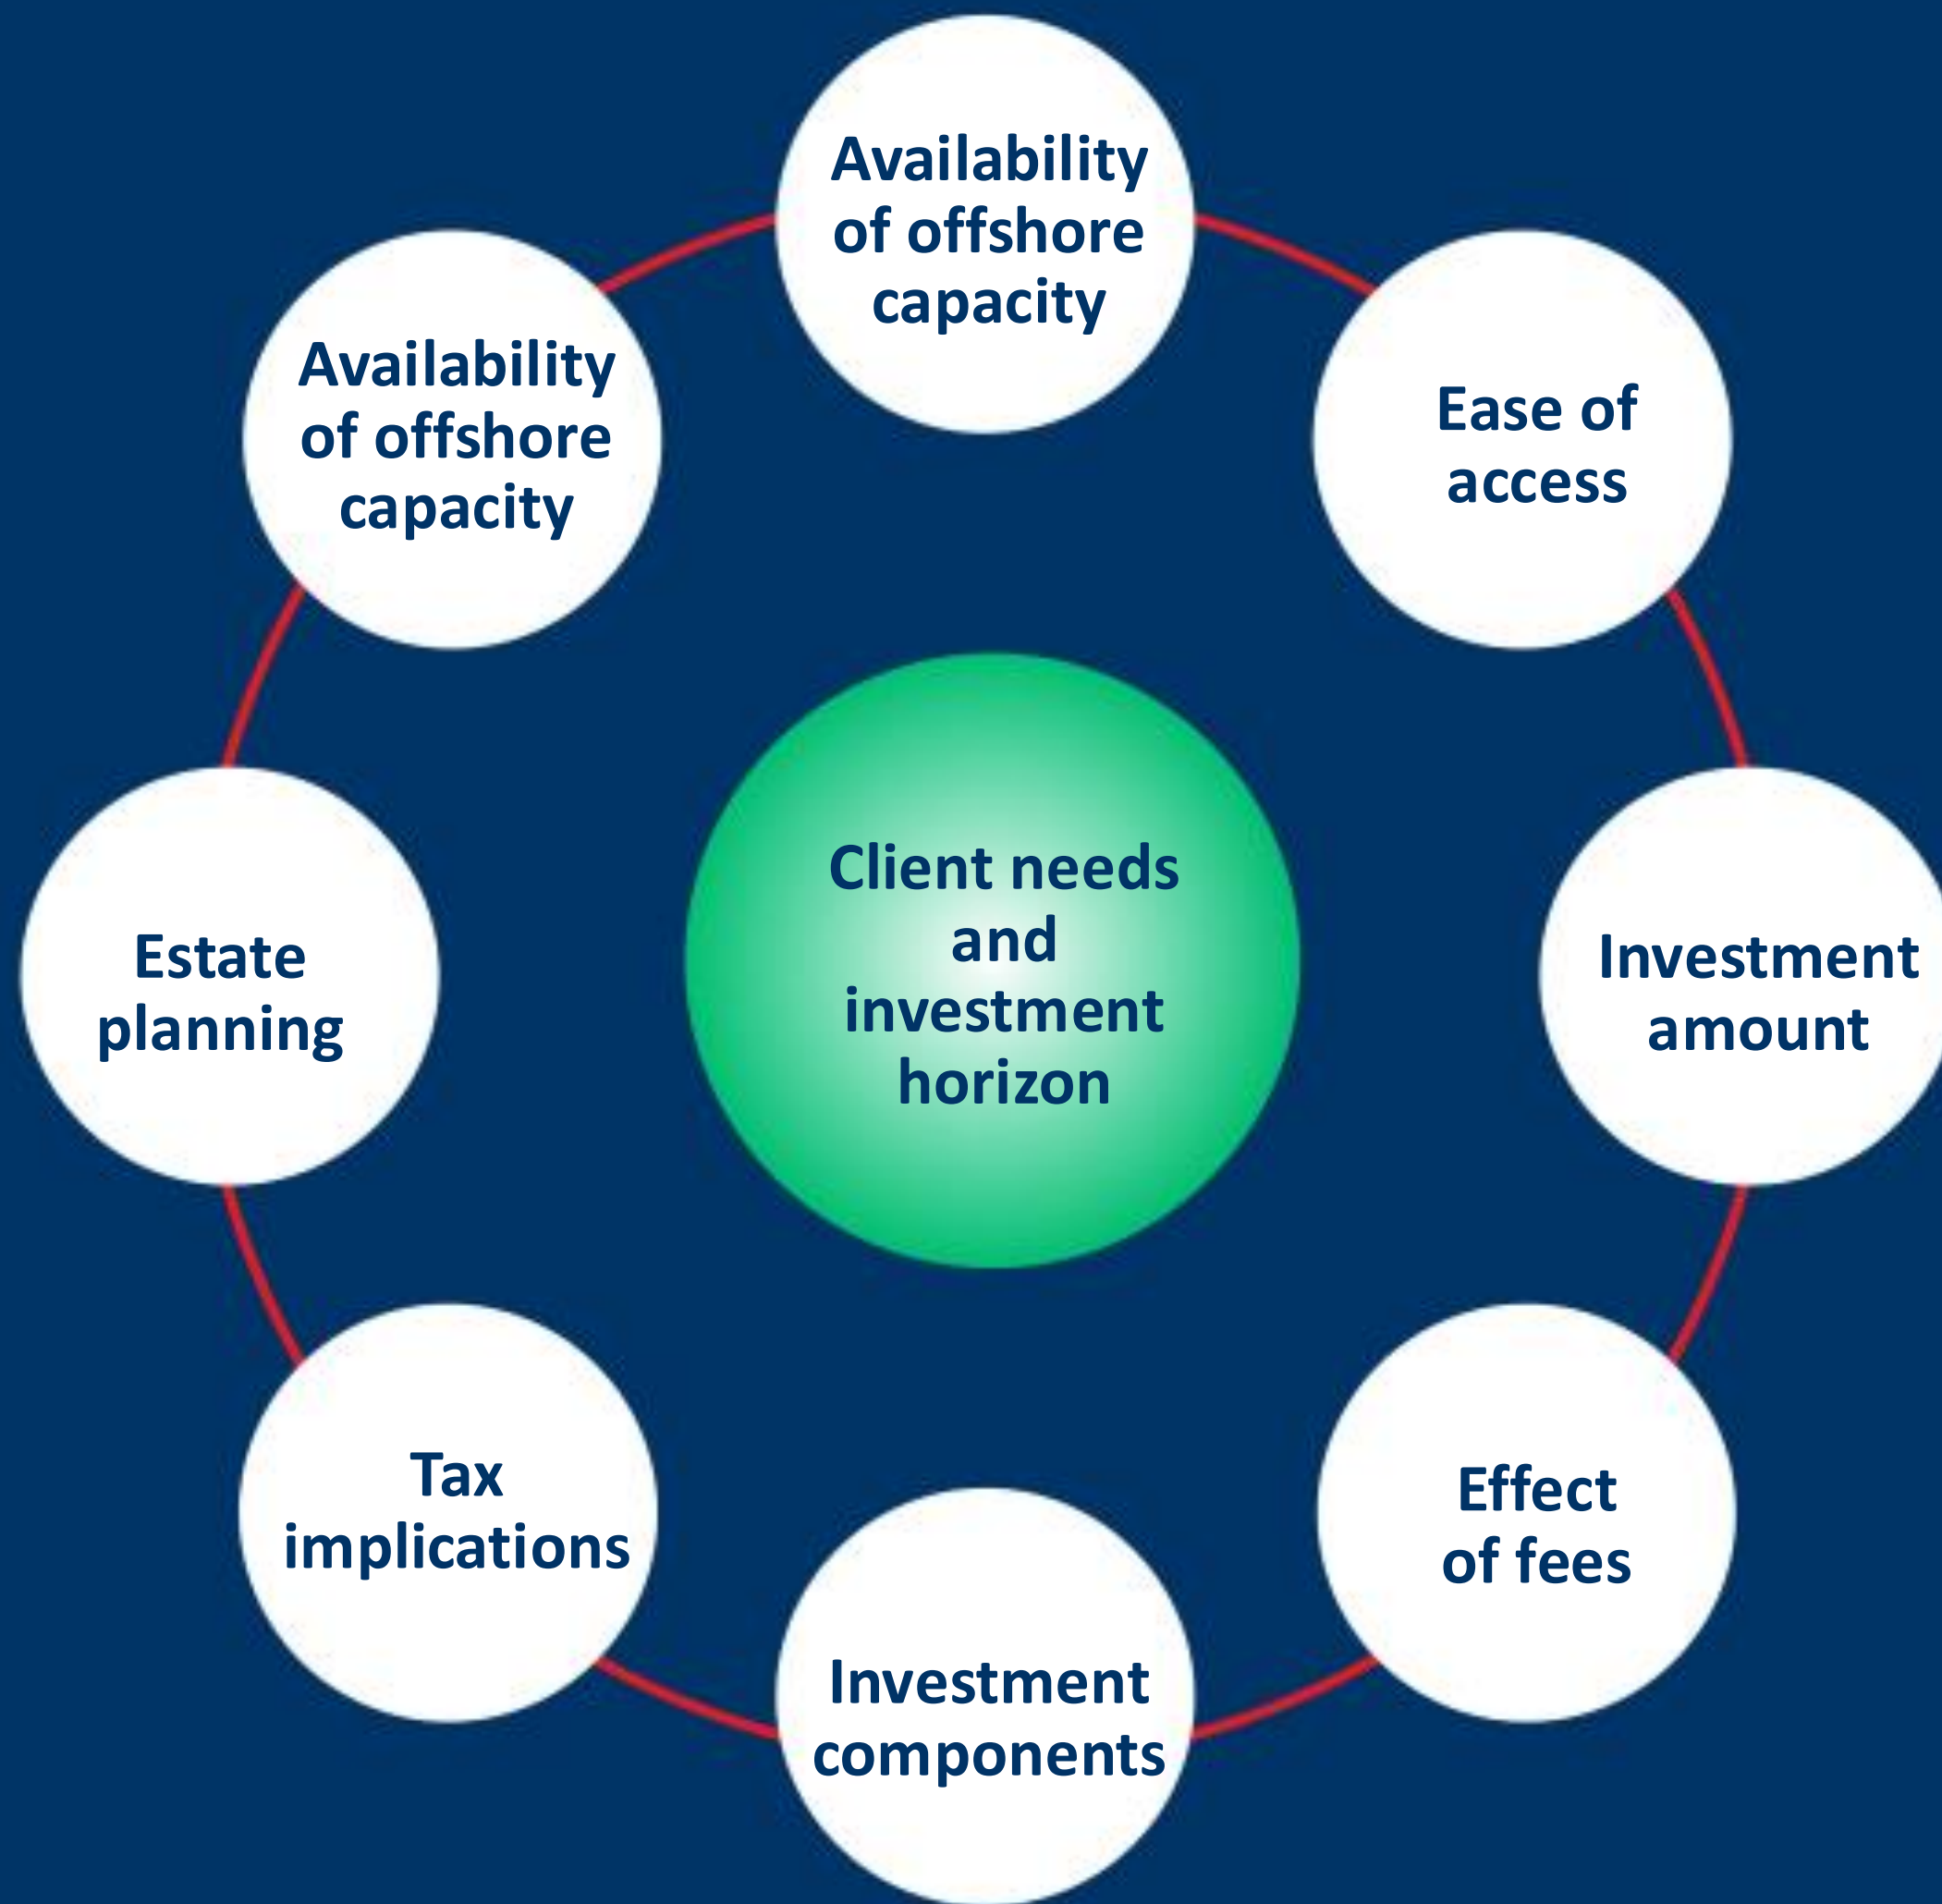 Availability
of offshore
capacity
Ease of
access
Investment
amount
Effect
of fees
Investment
components
Tax
implications
Estate
planning
Availability
of offshore
capacity
Client needs
and
investment
horizon